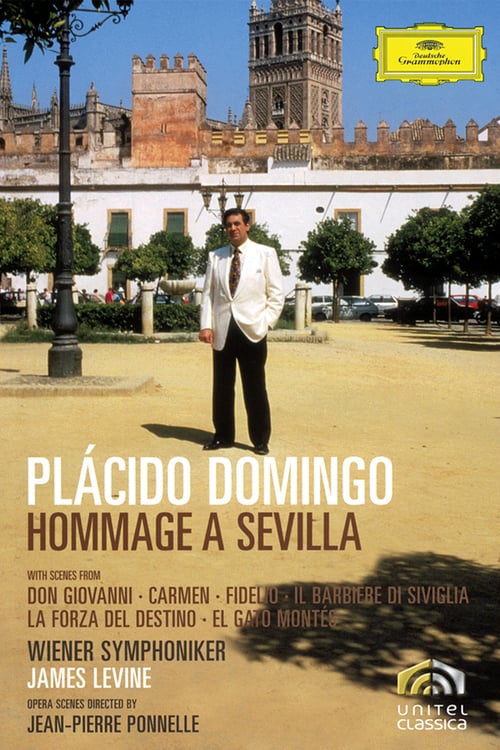 Deutsche
Grammophon
PLÁCIDO DOMINGO
HOMMAGE A SEVILLA
WITH SCENES FROM
DON GIOVANNI · CARMEN · FIDELIO · IL BARBIERE DI SIVIGLIA
LA FORZA DEL DESTINO · EL GATO MONTÉS
WIENER SYMPHONIKER
JAMES LEVINE
OPERA SCENES DIRECTED BY
JEAN-PIERRE PONNELLE
UNITEL
CLASSICA